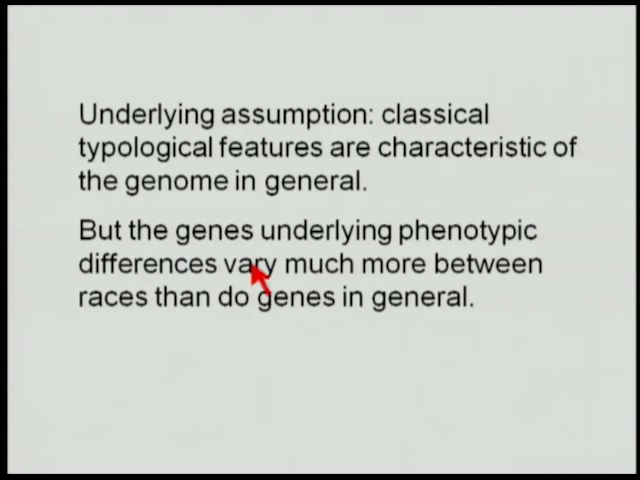 Underlying assumption: classical
typological features are characteristic of
the genome in general.
But the genes underlying phenotypic
differences vary much more between
races than do genes in general.